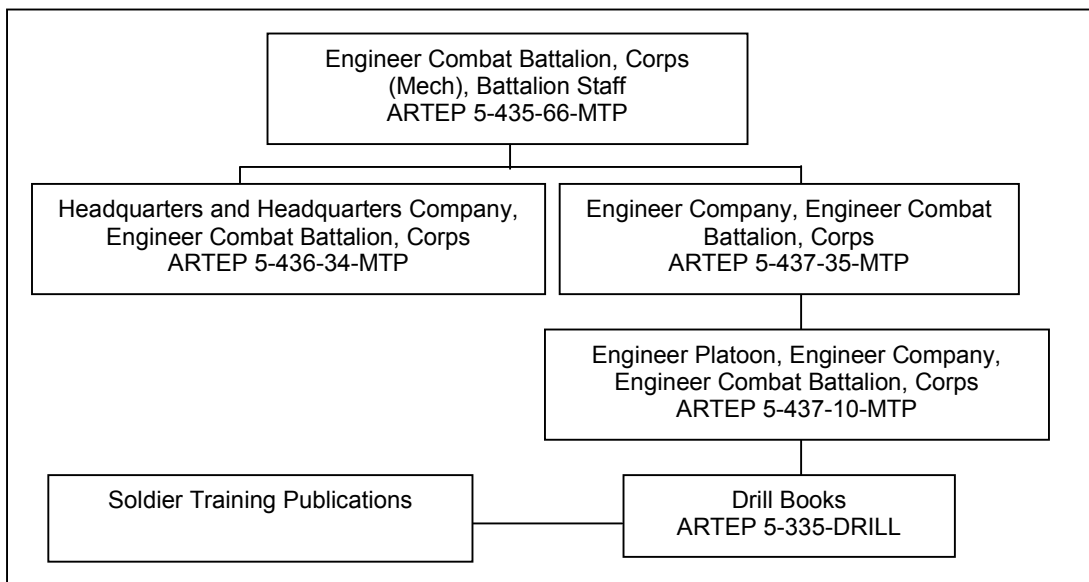 Engineer Combat Battalion, Corps
(Mech), Battalion Staff
ARTEP 5-435-66-MTP
Headquarters and Headquarters Company,
Engineer Combat Battalion, Corps
ARTEP 5-436-34-MTP
Engineer Company, Engineer Combat
Battalion, Corps
ARTEP 5-437-35-MTP
Engineer Platoon, Engineer Company,
Engineer Combat Battalion, Corps
ARTEP 5-437-10-MTP
Soldier Training Publications
Drill Books
ARTEP 5-335-DRILL